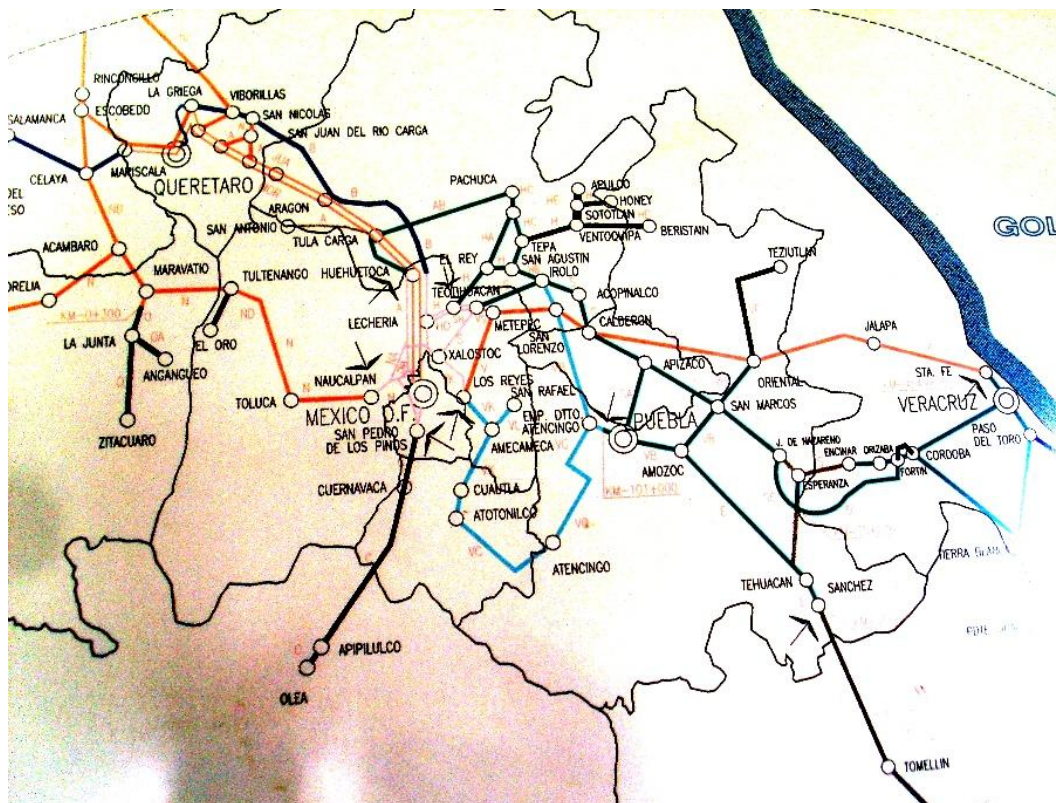 RINCONCILLO
LA GRIEGA
VIBORILLAS
ESCOBEDO
SAN NICOLAS
SALAMANCA
SAN JUAN DEL RIO CARGA
MARISCALA
CELAYA
QUERETARO
DEL
PACHUCA
APULCO
HONEY
ARAGON
SOTOTLAN
SAN ANTONIO
VENTOQUIPA
BERISTAIN
GOL
TULA CARGA
TEPA
ACAMBARO
EL REY
SAN AGUSTIN
TEZIUTLAN
MARAVATIO
TULTENANGO
HUEHUETOCA
IROLO
ORELIA
TEOTIHUACAN
ACOPINALCO
KM-0+300
LECHERIA
METEPEC
CALDERON
JALAPA
LA JUNTA
EL ORO
SAN
LORENZO
ANGANGUEO
XALOSTOC
APIZACO
NAUCALPAN
LOS REYES
ORIENTAL
STA. FE
SAN RAFAEL
TOLUCA
MEXICO D.F
EMP. DTTO
ATENCINGO
PUEBLA
SAN MARCOS
VERACRUZ
ZITACUARO
SAN PEDRO
DE LOS PINOS
PASO
DEL TORO
AMECAMECA
AMOZOC
J. DE NAZARENO
ENCINAR
ORIZABA
CORDOBA
FORTIN
CUERNAVACA
CUAUTLA
ESPERANZA
KM-101+000
ATOTONILCO
ATENCINGO
TIERRA BLANCA
TEHUACAN
SANCHEZ
APIPILULCO
OLEA
TOMELLIN